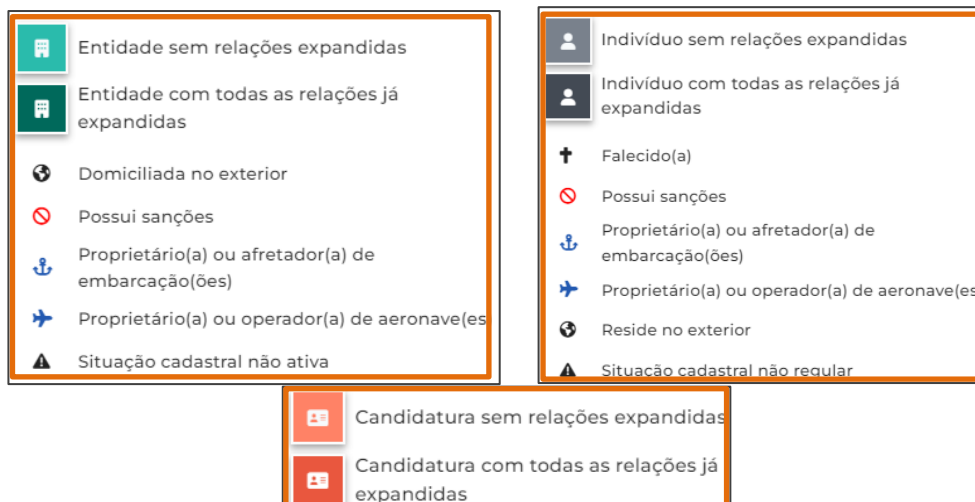 Entidade sem relações expandidas
Entidade com todas as relações já
expandidas
Domiciliada no exterior
Possui sanções
Proprietário(a) ou afretador(a) de
embarcação(ões)
Proprietário(a) ou operador(a) de aeronave(es
Situação cadastral não ativa
Indivíduo sem relações expandidas
Indivíduo com todas as relações já
expandidas
Falecido(a)
Possui sanções
Proprietário(a) ou afretador(a) de
embarcação(ões)
Proprietário(a) ou operador(a) de aeronave(es
Reside no exterior
Situação cadastral não regular
Candidatura sem relações expandidas
Candidatura com todas as relações já
expandidas